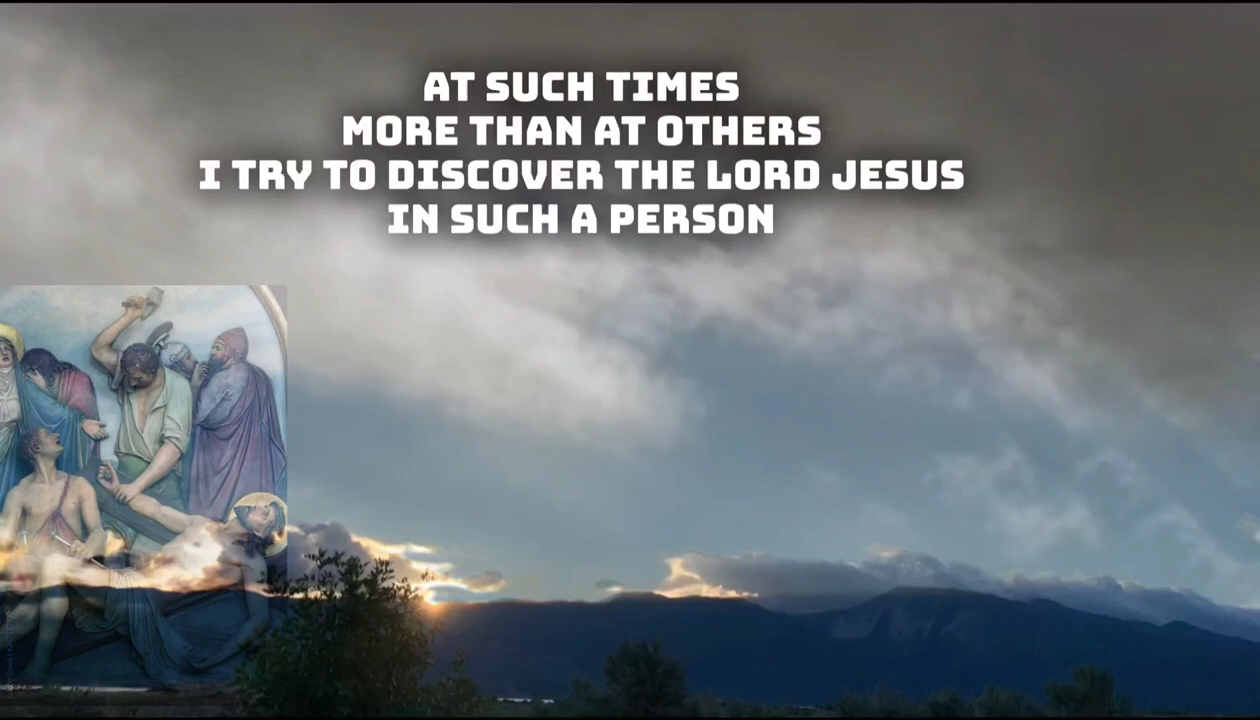 AT SUCH TIMES
MORE THAN AT OTHERS
I TRY TO DISCOVER THE LORD JESUS
IN SUCH A PERSON